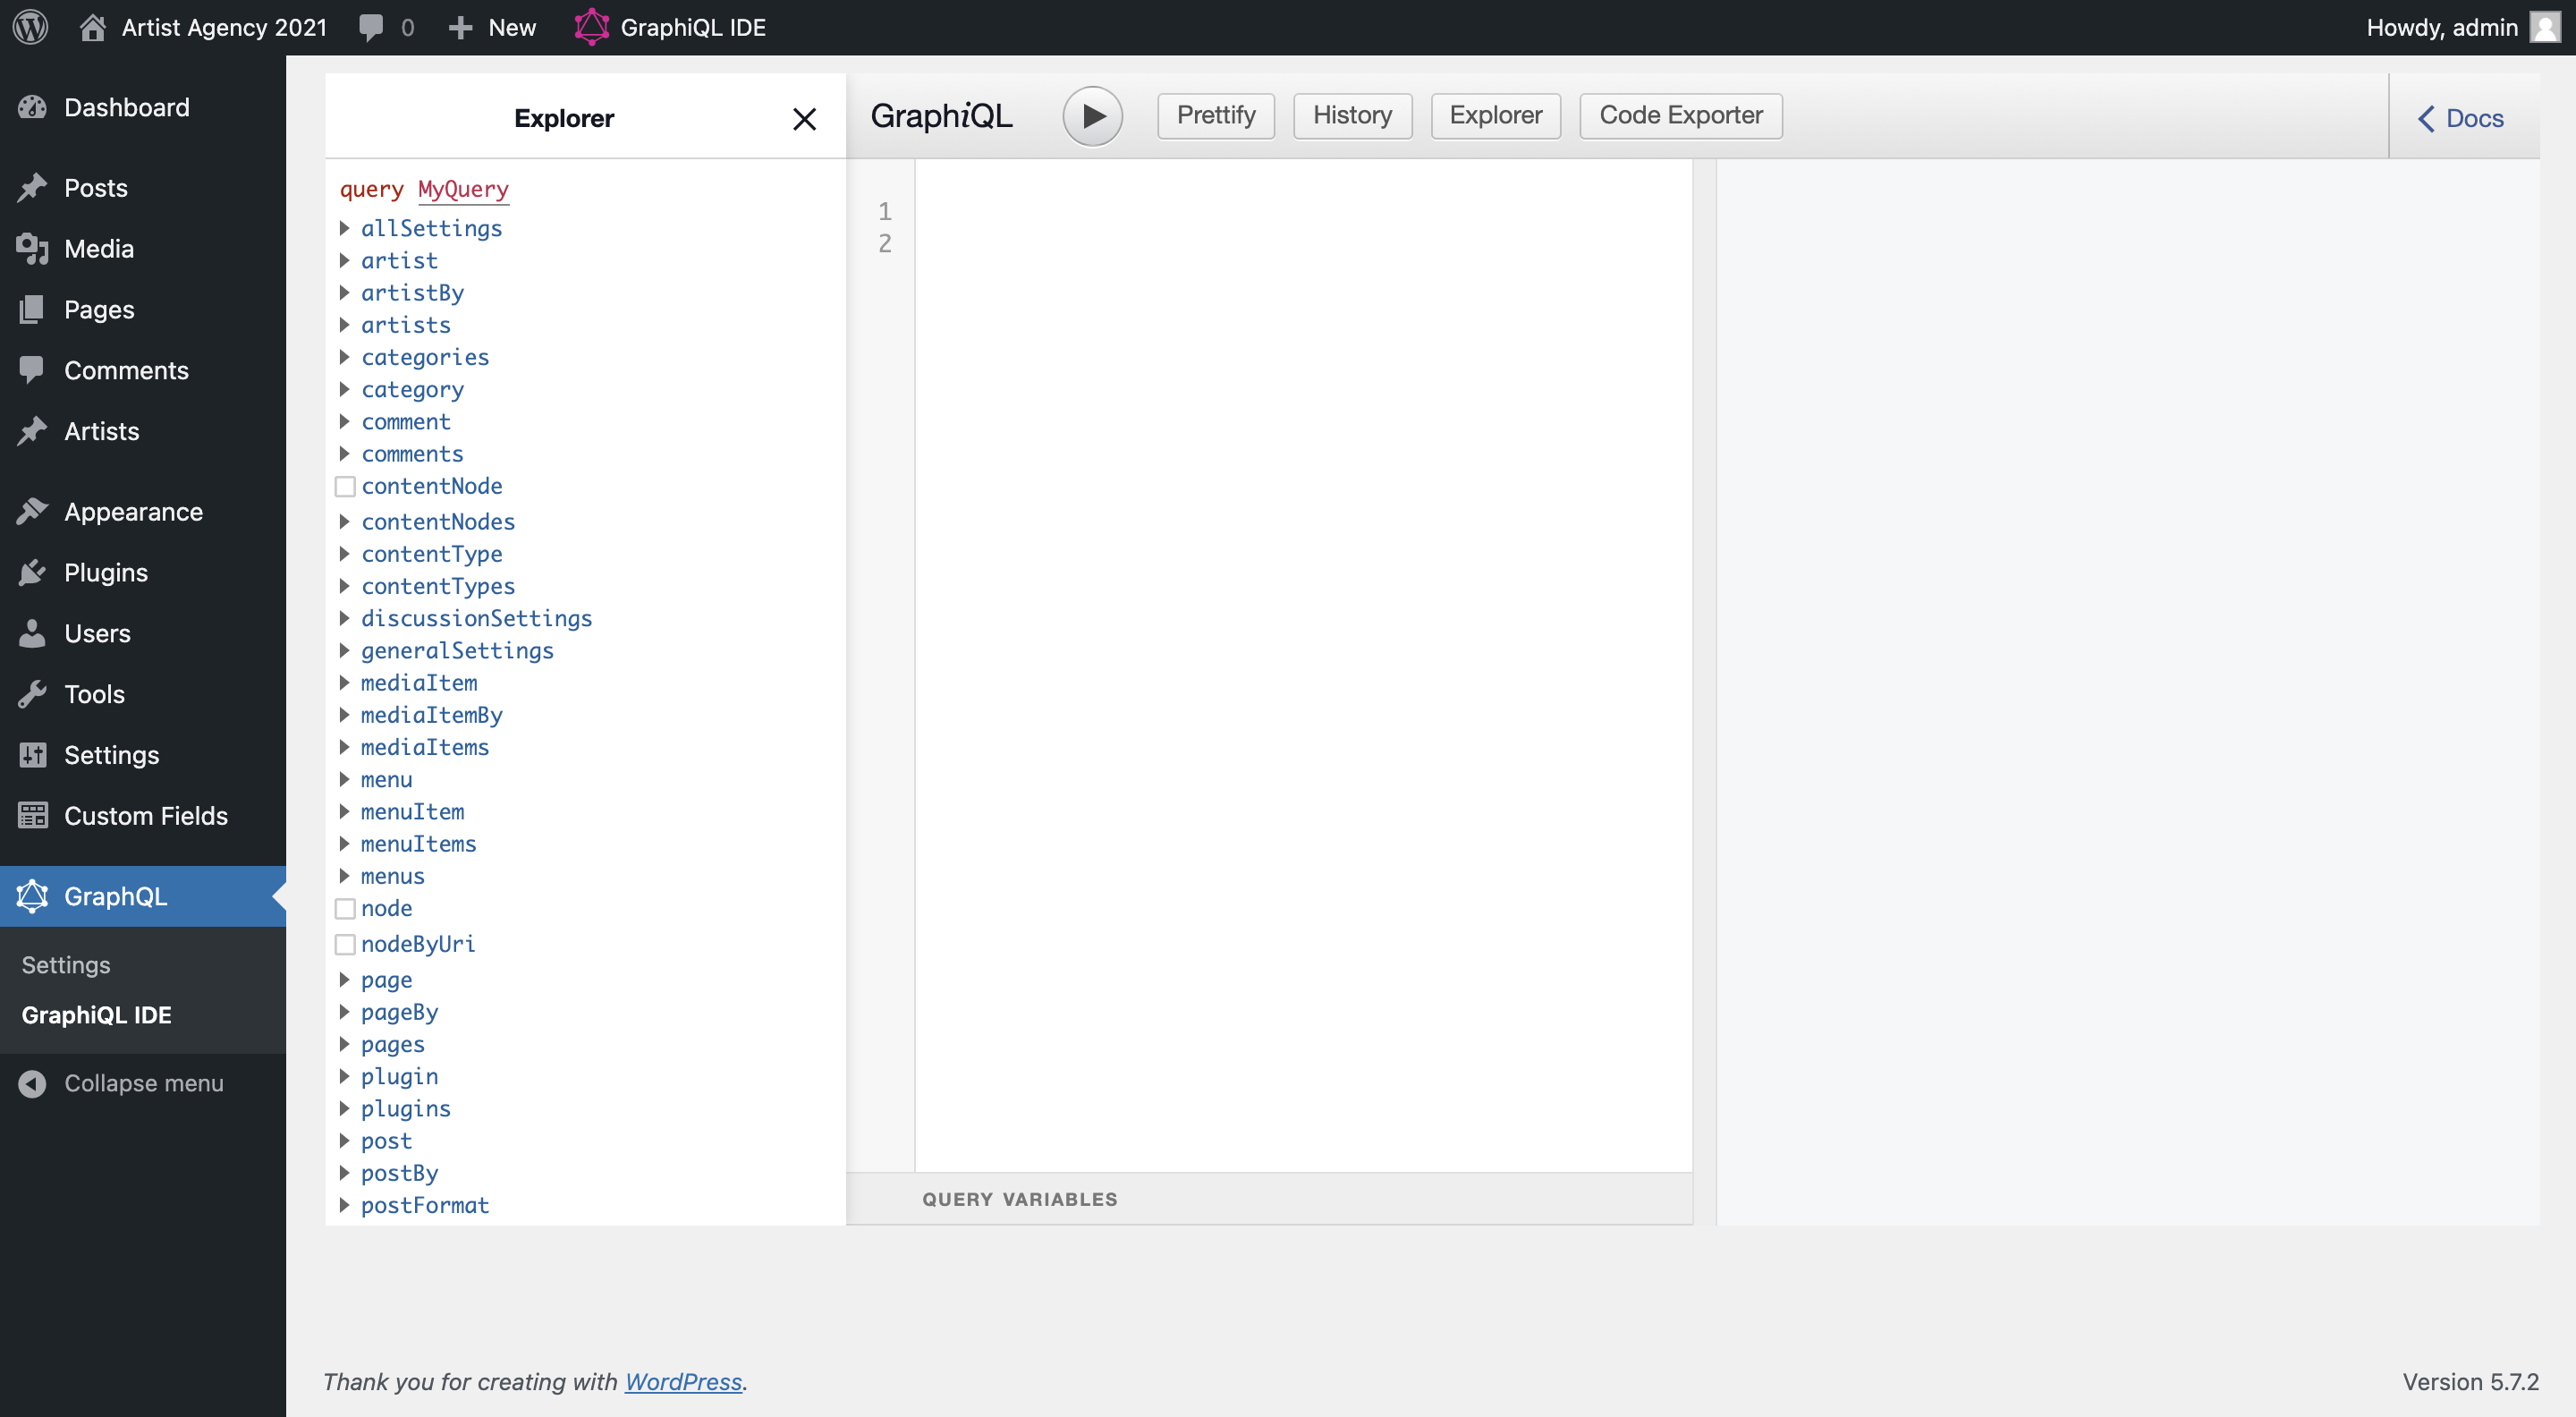 Artist Agency 2021
0
New
GraphiQL IDE
Howdy, admin
Dashboard
Posts
Media
Pages
Comments
Artists
Appearance
Plugins
Users
Tools
Settings
Custom Fields
GraphQL
Settings
GraphiQL IDE
Collapse menu
Explorer
query MyQuery
allSettings
artist
artistBy
artists
categories
category
comment
comments
contentNode
contentNodes
contentType
contentTypes
discussionSettings
generalSettings
mediaItem
mediaItemBy
mediaItems
menu
menuItem
menuItems
menus
node
nodeByUri
page
pageBy
pages
plugin
plugins
post
postBy
postFormat
GraphiQL
Prettify
History
Explorer
Code Exporter
Docs
1
2
QUERY VARIABLES
Thank you for creating with WordPress.
Version 5.7.2